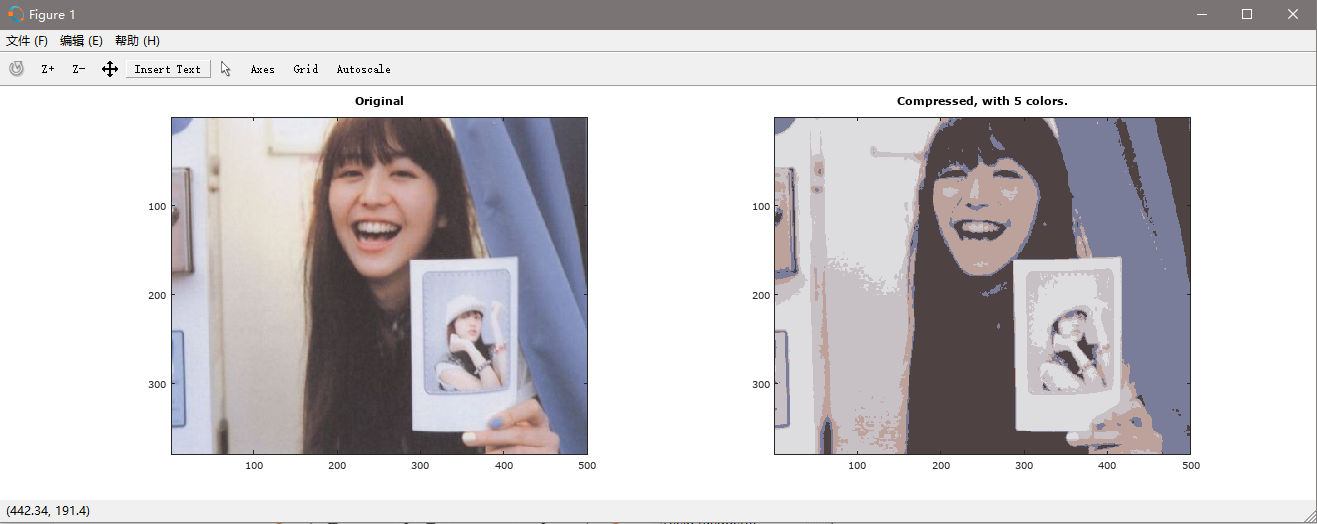 Figure 1
文件 (F) 编辑 (E) 帮助 (H)
Z+ Z- Insert Text Axes Grid Autoscale
Original
100
200
300
100 200 300 400 500
Compressed, with 5 colors.
100
200
300
100 200 300 400 500
(442.34, 191.4)